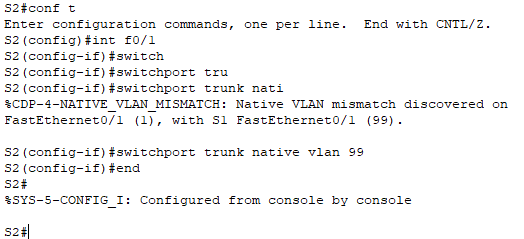 S2#conf t
Enter configuration commands, one per line.  End with CNTL/Z.
S2(config)#int f0/1
S2(config-if)#switch
S2(config-if)#switchport tru
S2(config-if)#switchport trunk nati
%CDP-4-NATIVE_VLAN_MISMATCH: Native VLAN mismatch discovered on
FastEthernet0/1 (1), with S1 FastEthernet0/1 (99).
S2(config-if)#switchport trunk native vlan 99
S2(config-if)#end
S2#
%SYS-5-CONFIG_I: Configured from console by console
S2#